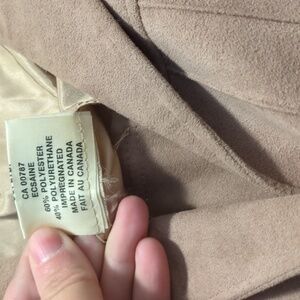 CA 00787
ECSAINE
60% POLYESTER
40% POLYURETHANE
IMPREGNATED
MADE IN CANADA
FAIT AU CANADA